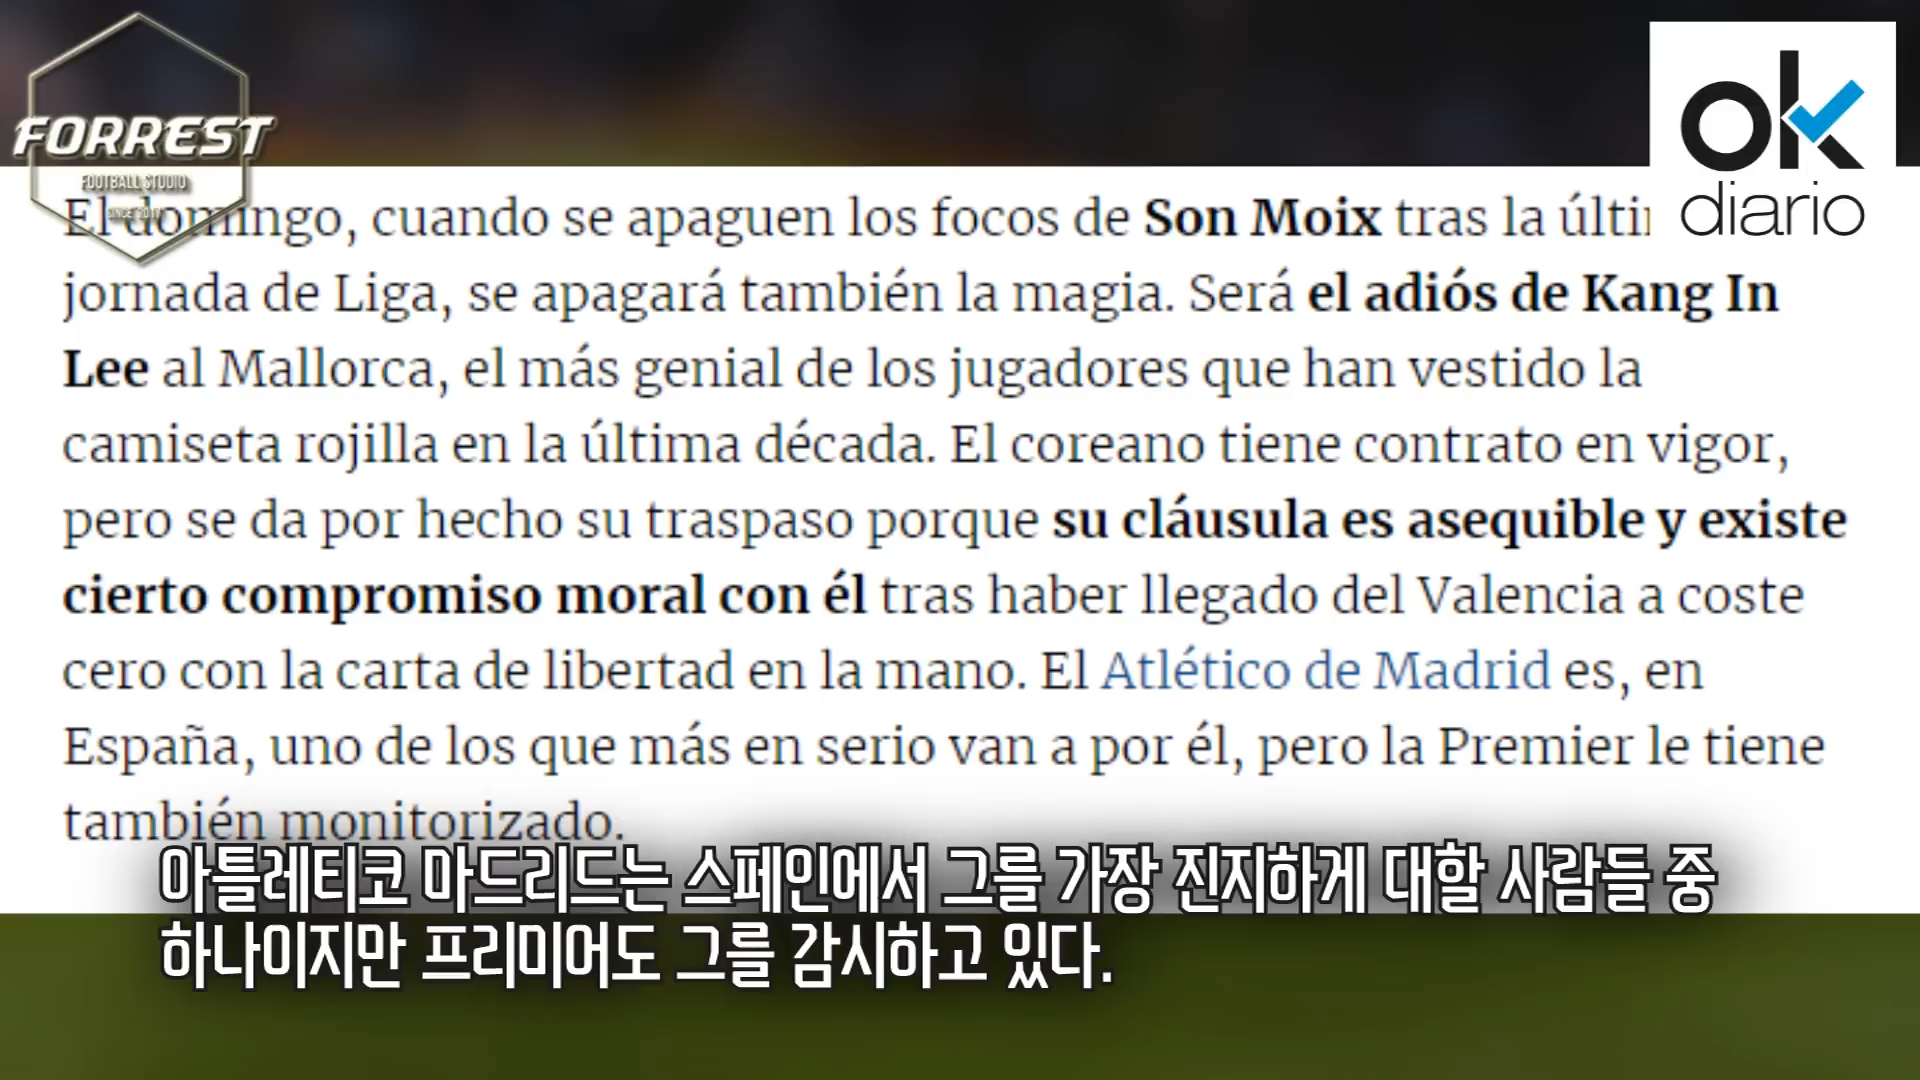 FORREST
FOOTBALL STUDIO
SINCE 2017
ok
diario
El domingo, cuando se apaguen los focos de Son Moix tras la últi
jornada de Liga, se apagará también la magia. Será el adiós de Kang In
Lee al Mallorca, el más genial de los jugadores que han vestido la
camiseta rojilla en la última década. El coreano tiene contrato en vigor,
pero se da por hecho su traspaso porque su cláusula es asequible y existe
cierto compromiso moral con él tras haber llegado del Valencia a coste
cero con la carta de libertad en la mano. El Atlético de Madrid es, en
España, uno de los que más en serio van a por él, pero la Premier le tiene
también monitorizado.
아틀레티코 마드리드는 스페인에서 그를 가장 진지하게 대할 사람들 중
하나이지만 프리미어도 그를 감시하고 있다.